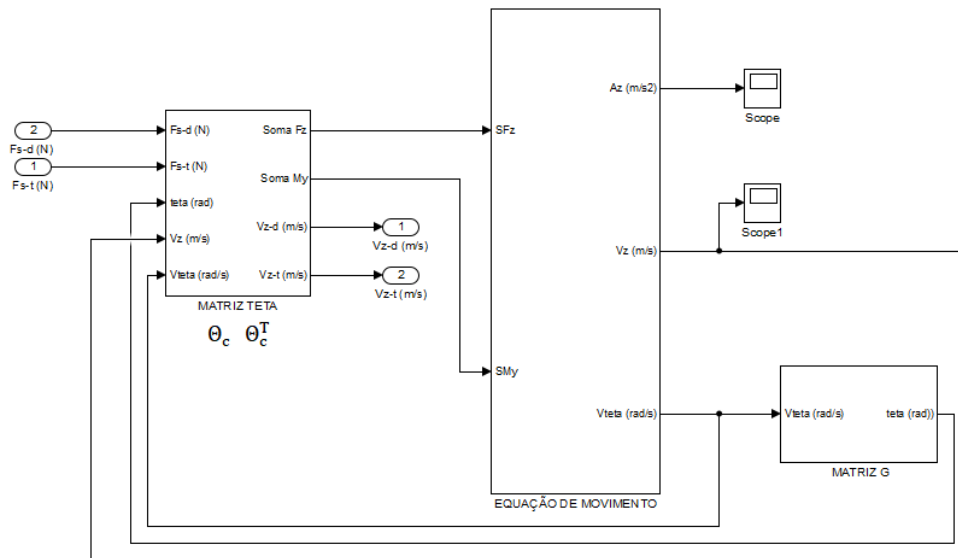 2
Fs-d (N)
1
Fs-t (N)
Fs-d (N)
Fs-t (N)
teta (rad)
Vz (m/s)
Vteta (rad/s)
Soma Fz
Soma My
Vz-d (m/s)
Vz-t (m/s)
MATRIZ TETA
Θc ΘcT
1
Vz-d (m/s)
2
Vz-t (m/s)
SFz
SMy
Az (m/s2)
Vz (m/s)
Vteta (rad/s)
EQUAÇÃO DE MOVIMENTO
Scope
Scope1
Vteta (rad/s)
teta (rad))
MATRIZ G